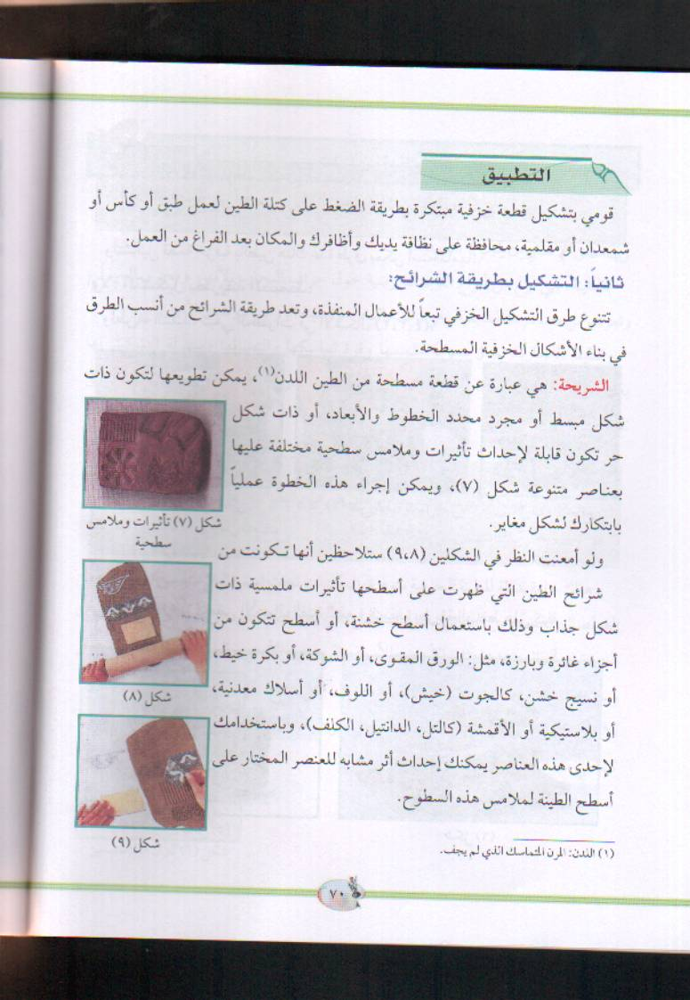 التطبيق
قومي بتشكيل قطعة خزفية مبتكرة بطريقة الضغط على كتلة الطين لعمل طبق أو كأس أو
شمعدان أو مقلمية، محافظة على نظافة يديك وأظافرك والمكان بعد الفراغ من العمل.
ثانياً: التشكيل بطريقة الشرائح:
تتنوع طرق التشكيل الخزفي تبعاً للأعمال المنفذة، وتعد طريقة الشرائح من أنسب الطرق
في بناء الأشكال الخزفية المسطحة.
الشريحة: هي عبارة عن قطعة مسطحة من الطين اللدن(١)، يمكن تطويعها لتكون ذات
شكل مبسط أو مجرد محدد الخطوط والأبعاد، أو ذات شكل
حر تكون قابلة لإحداث تأثيرات وملامس سطحية مختلفة عليها
بعناصر متنوعة شكل (٧)، ويمكن إجراء هذه الخطوة عملياً
بابتكارك لشكل مغاير.
شكل (٧) تأثيرات وملامس
سطحية
ولو أمعنت النظر في الشكلين (٩،٨) ستلاحظين أنها تكونت من
شرائح الطين التي ظهرت على أسطحها تأثيرات ملمسية ذات
شكل جذاب وذلك باستعمال أسطح خشنة، أو أسطح تتكون من
أجزاء غائرة وبارزة، مثل: الورق المقوى، أو الشوكة، أو بكرة خيط،
أو نسيج خشن، كالجوت (خيش)، أو اللوف، أو أسلاك معدنية،
أو بلاستيكية أو الأقمشة (كالتل، الدانتيل، الكلف)، وباستخدامك
لإحدى هذه العناصر يمكنك إحداث أثر مشابه للعنصر المختار على
أسطح الطينة لملامس هذه السطوح.
شكل (٨)
شكل (٩)
(١) اللدن: المرن المتماسك الذي لم يجف.
٧٠